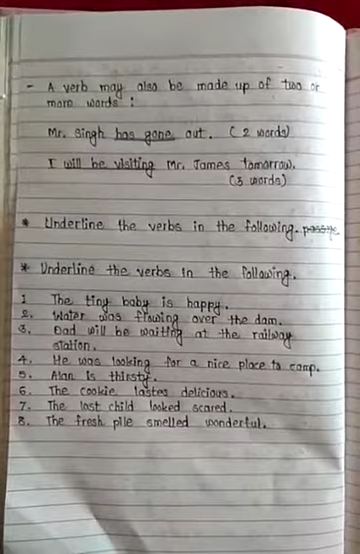 - A verb may also be made up of two or
more words :
Mr. Singh has gone out. (2 words)
I will be visiting Mr. James tomorrow.
(3 words)
* Underline the verbs in the following. passage
* Underline the verbs in the following.
1 The tiny baby is happy.
2. Water was flowing over the dam.
3. Dad will be waiting at the railway
station.
4. He was looking for a nice place to camp.
5. Alan is thirsty.
6. The cookie tastes delicious.
7. The lost child looked scared.
8. The fresh pile smelled wonderful.